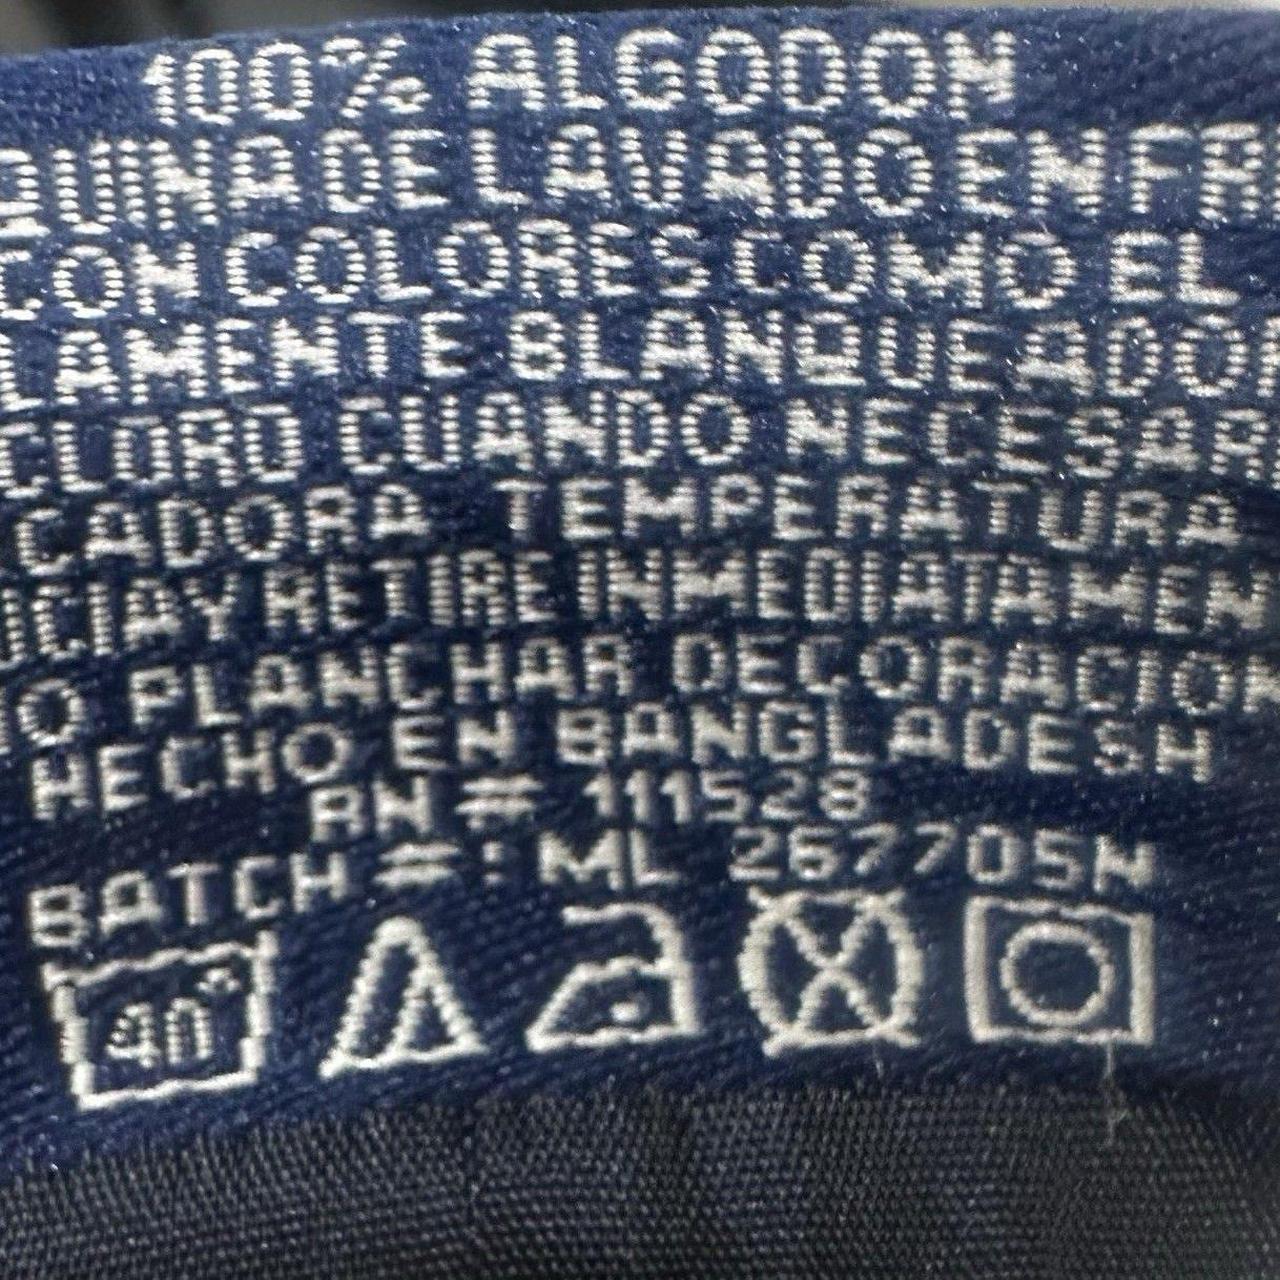 100% ALGODON
QUINA DE LAVADO EN FR
CON COLORES COMO EL
LAMENTE BLANQUEADOR
CLORO CUANDO NECESAR
CADORA TEMPERATURA
CIA Y RETIRE INMEDIATAMEN
NO PLANCHAR DECORACION
HECHO EN BANGLADESH
RN # 111528
BATCH #: ML 267705N
40°